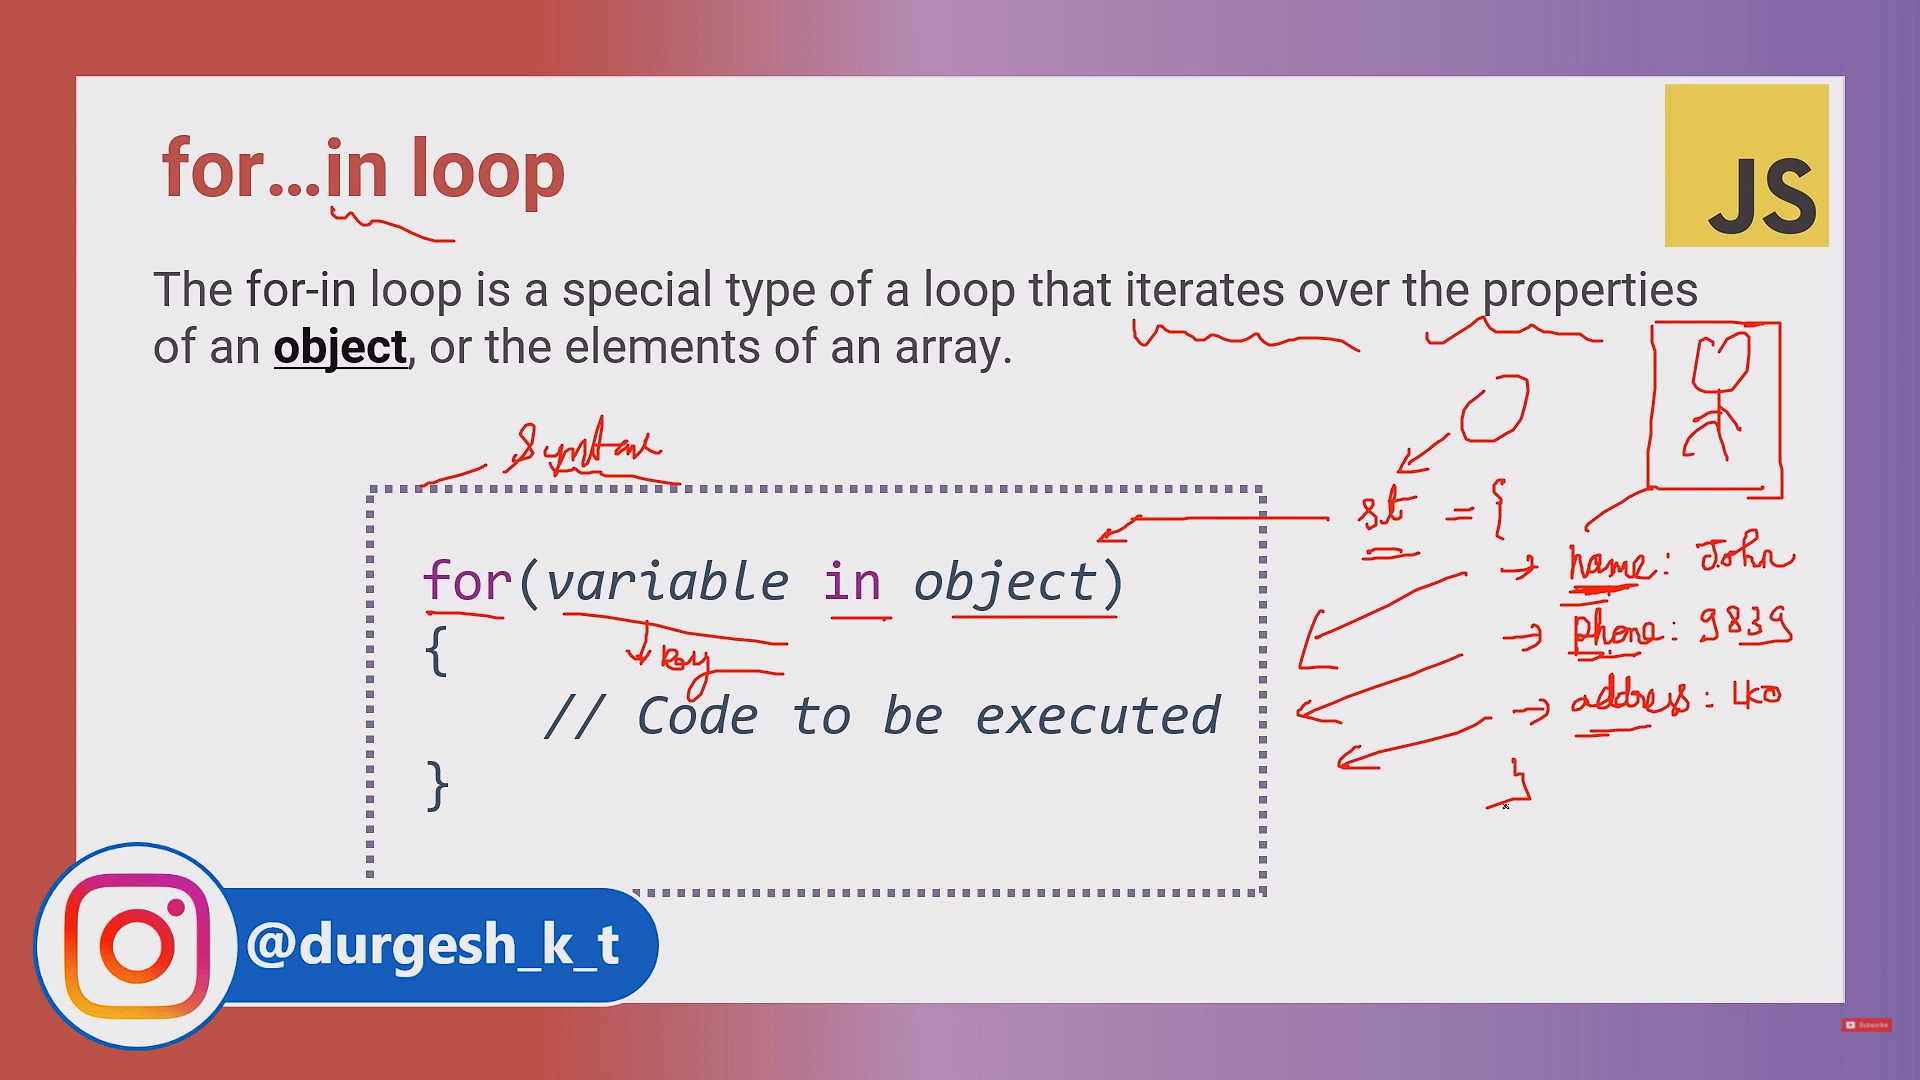 for...in loop
JS
The for-in loop is a special type of a loop that iterates over the properties
of an object, or the elements of an array.
Syntax
st = {
for(variable in object)
name: John
{
key
phone: 9839
// Code to be executed
address: LKO
}
}
@durgesh_k_t
Subscribe